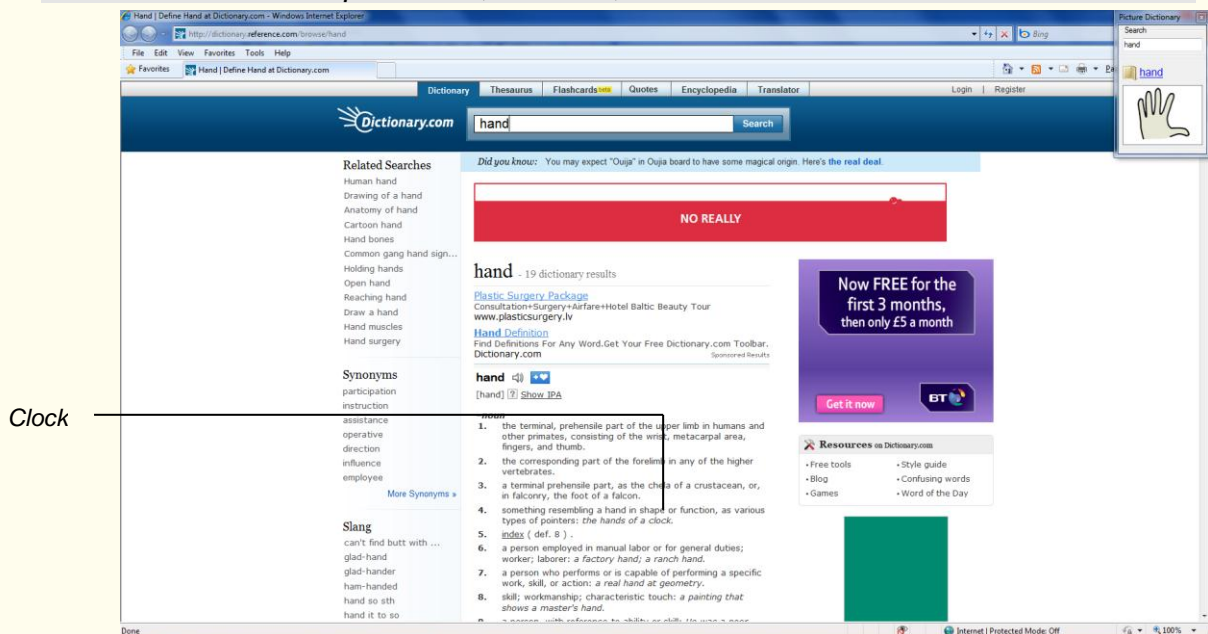 Hand | Define Hand at Dictionary.com - Windows Internet Explorer
http://dictionary.reference.com/browse/hand
Bing
File Edit View Favorites Tools Help
Favorites
Hand | Define Hand at Dictionary.com
Picture Dictionary
Search
hand
hand
Dictionary Thesaurus Flashcards beta Quotes Encyclopedia Translator
Login | Register
Dictionary.com
hand
Search
Related Searches
Human hand
Drawing of a hand
Anatomy of hand
Cartoon hand
Hand bones
Common gang hand sign...
Holding hands
Open hand
Reaching hand
Draw a hand
Hand muscles
Hand surgery
Synonyms
participation
instruction
assistance
operative
direction
influence
employee
More Synonyms »
Slang
can't find butt with ...
glad-hand
glad-hander
ham-handed
hand so sth
hand it to so
Did you know: You may expect "Ouija" in Oujia board to have some magical origin. Here's the real deal.
NO REALLY
hand - 19 dictionary results
Plastic Surgery Package
Consultation+Surgery+Airfare+Hotel Baltic Beauty Tour
www.plasticsurgery.lv
Hand Definition
Find Definitions For Any Word.Get Your Free Dictionary.com Toolbar.
Dictionary.com
Sponsored Results
hand
[hand] ? Show IPA
-noun
1. the terminal, prehensile part of the upper limb in humans and
other primates, consisting of the wrist, metacarpal area,
fingers, and thumb.
2. the corresponding part of the forelimb in any of the higher
vertebrates.
3. a terminal prehensile part, as the chela of a crustacean, or,
in falconry, the foot of a falcon.
4. something resembling a hand in shape or function, as various
types of pointers: the hands of a clock.
5. index ( def. 8 ) .
6. a person employed in manual labor or for general duties;
worker; laborer: a factory hand; a ranch hand.
7. a person who performs or is capable of performing a specific
work, skill, or action: a real hand at geometry.
8. skill; workmanship; characteristic touch: a painting that
shows a master's hand.
Now FREE for the
first 3 months,
then only £5 a month
Get it now
BT
Resources on Dictionary.com
• Free tools
• Style guide
• Blog
• Confusing words
• Games
• Word of the Day
Clock
Done
Internet | Protected Mode: Off
100%